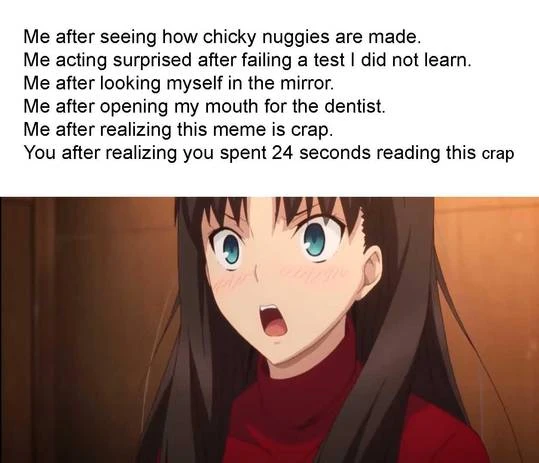 Me after seeing how chicky nuggies are made.
Me acting surprised after failing a test I did not learn.
Me after looking myself in the mirror.
Me after opening my mouth for the dentist.
Me after realizing this meme is crap.
You after realizing you spent 24 seconds reading this crap